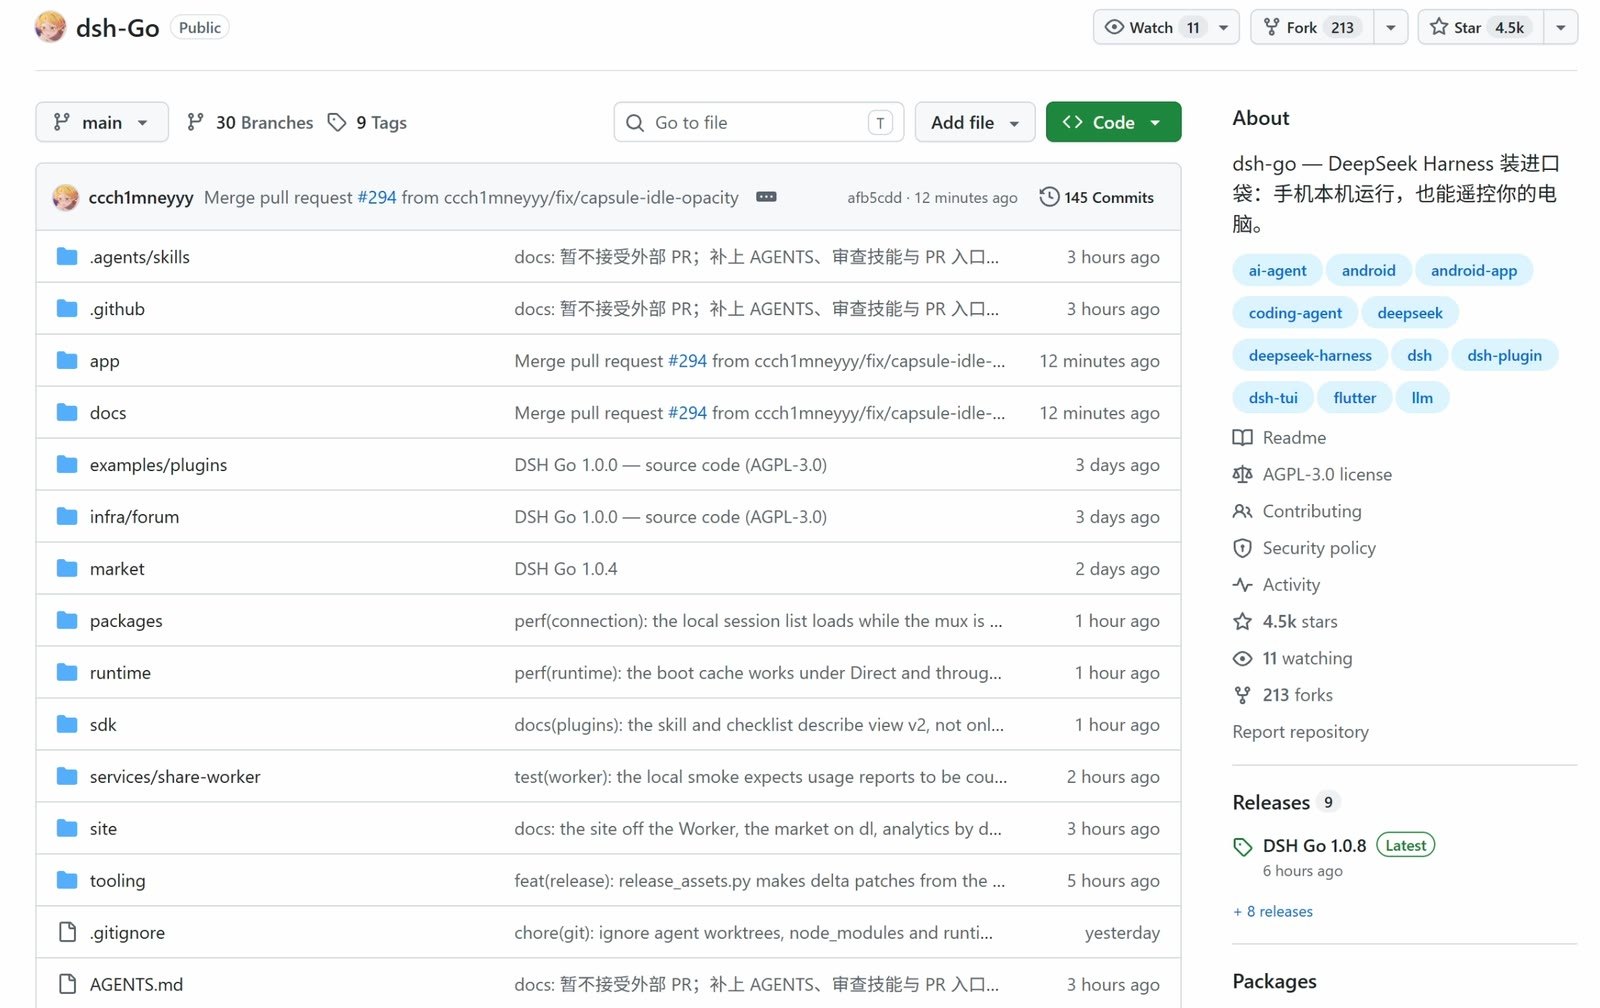 dsh-Go Public
Watch 11 Fork 213 Star 4.5k
main 30 Branches 9 Tags Go to file T Add file Code
ccch1mneyyy Merge pull request #294 from ccch1mneyyy/fix/capsule-idle-opacity afb5cdd · 12 minutes ago 145 Commits
.agents/skills docs: 暂不接受外部 PR；补上 AGENTS、审查技能与 PR 入口... 3 hours ago
.github docs: 暂不接受外部 PR；补上 AGENTS、审查技能与 PR 入口... 3 hours ago
app Merge pull request #294 from ccch1mneyyy/fix/capsule-idle-... 12 minutes ago
docs Merge pull request #294 from ccch1mneyyy/fix/capsule-idle-... 12 minutes ago
examples/plugins DSH Go 1.0.0 — source code (AGPL-3.0) 3 days ago
infra/forum DSH Go 1.0.0 — source code (AGPL-3.0) 3 days ago
market DSH Go 1.0.4 2 days ago
packages perf(connection): the local session list loads while the mux is ... 1 hour ago
runtime perf(runtime): the boot cache works under Direct and throug... 1 hour ago
sdk docs(plugins): the skill and checklist describe view v2, not onl... 1 hour ago
services/share-worker test(worker): the local smoke expects usage reports to be cou... 2 hours ago
site docs: the site off the Worker, the market on dl, analytics by d... 3 hours ago
tooling feat(release): release_assets.py makes delta patches from the ... 5 hours ago
.gitignore chore(git): ignore agent worktrees, node_modules and runti... yesterday
AGENTS.md docs: 暂不接受外部 PR；补上 AGENTS、审查技能与 PR 入口... 3 hours ago
About
dsh-go — DeepSeek Harness 装进口
袋：手机本机运行，也能遥控你的电
脑。
ai-agent android android-app
coding-agent deepseek
deepseek-harness dsh dsh-plugin
dsh-tui flutter llm
Readme
AGPL-3.0 license
Contributing
Security policy
Activity
4.5k stars
11 watching
213 forks
Report repository
Releases 9
DSH Go 1.0.8 Latest
6 hours ago
+ 8 releases
Packages